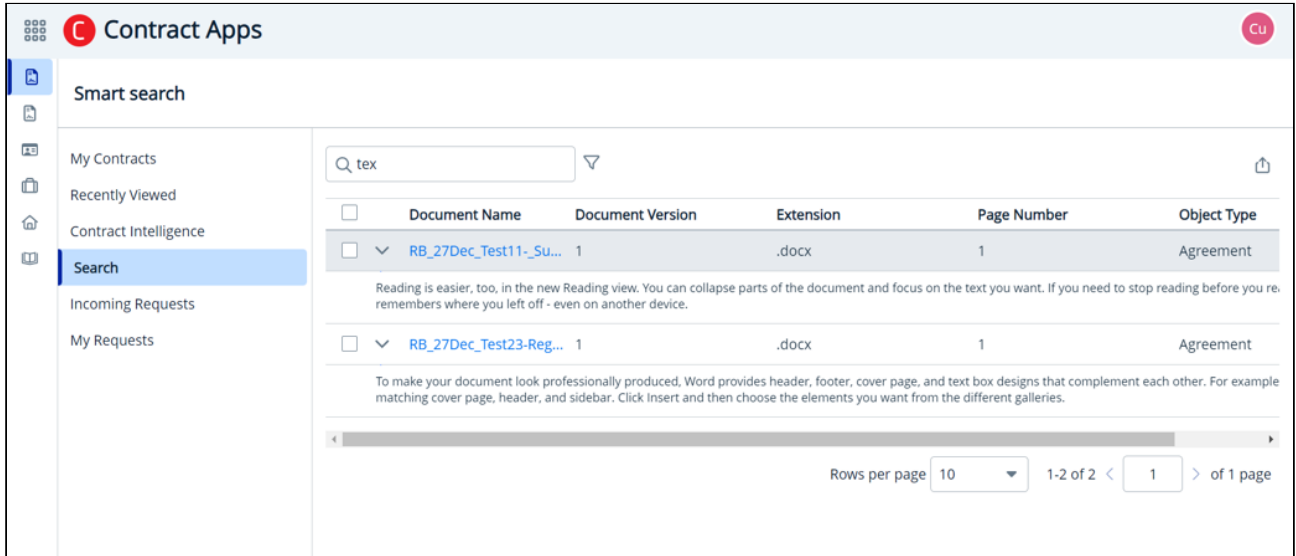 C Contract Apps Cu
Smart search
My Contracts
Recently Viewed
Contract Intelligence
Search
Incoming Requests
My Requests
tex
Document Name Document Version Extension Page Number Object Type
RB_27Dec_Test11-_Su... 1 .docx 1 Agreement
Reading is easier, too, in the new Reading view. You can collapse parts of the document and focus on the text you want. If you need to stop reading before you
remembers where you left off - even on another device.
RB_27Dec_Test23-Reg... 1 .docx 1 Agreement
To make your document look professionally produced, Word provides header, footer, cover page, and text box designs that complement each other. For example
matching cover page, header, and sidebar. Click Insert and then choose the elements you want from the different galleries.
Rows per page 10 1-2 of 2 < 1 > of 1 page